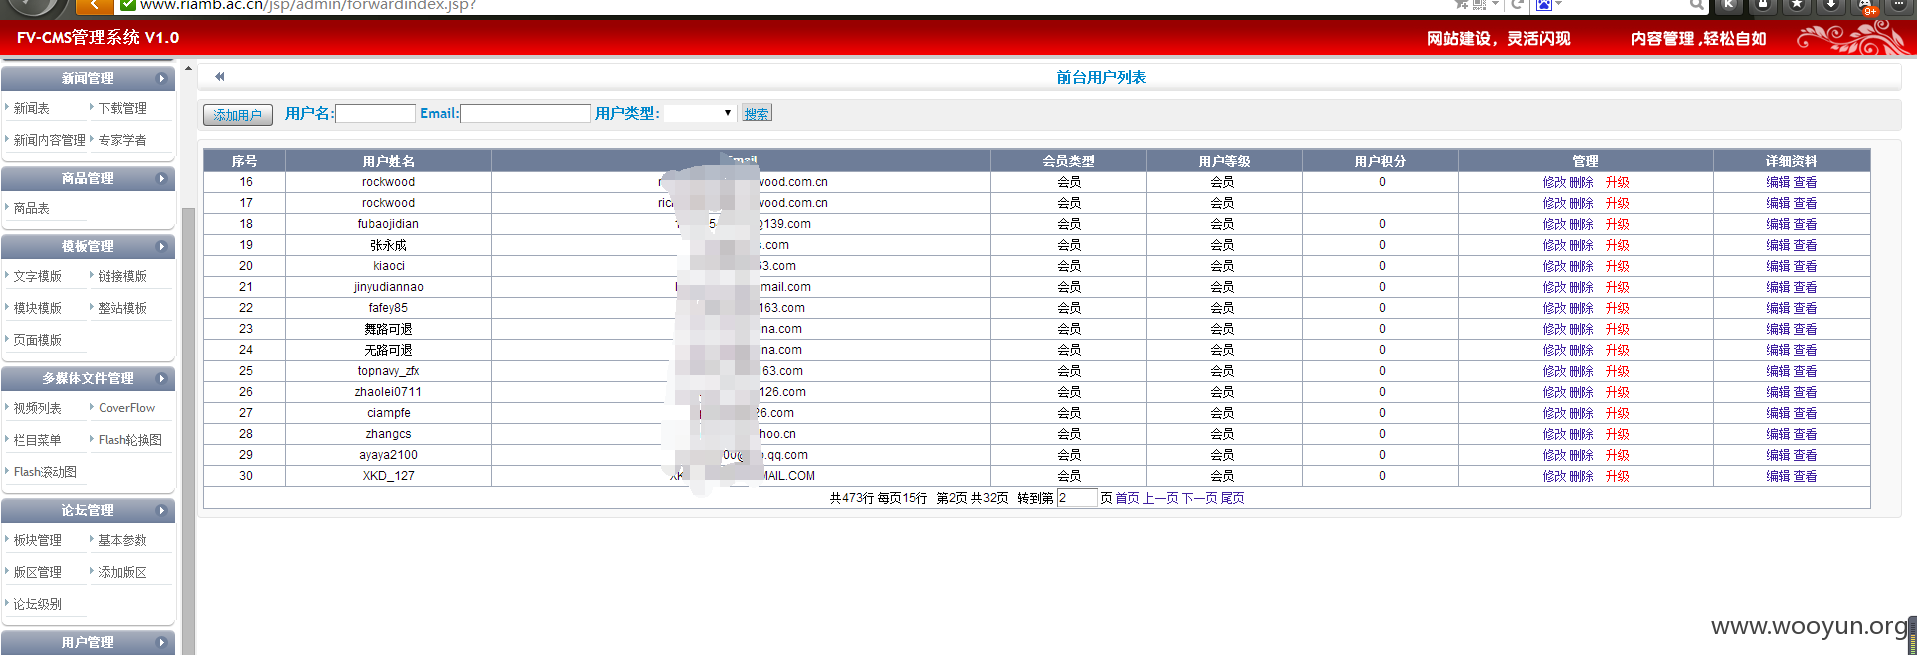 www.riamb.ac.cn/jsp/admin/forwardindex.jsp?
FV-CMS管理系统 V1.0
网站建设，灵活闪现 内容管理,轻松自如
新闻管理
新闻表 下载管理
新闻内容管理 专家学者
商品管理
商品表
模板管理
文字模版 链接模版
模块模版 整站模板
页面模版
多媒体文件管理
视频列表 CoverFlow
栏目菜单 Flash轮换图
Flash滚动图
论坛管理
板块管理 基本参数
版区管理 添加版区
论坛级别
用户管理
前台用户列表
添加用户 用户名: Email: 用户类型: 搜索
序号 用户姓名 会员类型 用户等级 用户积分 管理 详细资料
16 rockwood wood.com.cn 会员 会员 0 修改 删除 升级 编辑 查看
17 rockwood wood.com.cn 会员 会员 修改 删除 升级 编辑 查看
18 fubaojidian @139.com 会员 会员 0 修改 删除 升级 编辑 查看
19 张永成 s.com 会员 会员 0 修改 删除 升级 编辑 查看
20 kiaoci 63.com 会员 会员 0 修改 删除 升级 编辑 查看
21 jinyudiannao mail.com 会员 会员 0 修改 删除 升级 编辑 查看
22 fafey85 163.com 会员 会员 0 修改 删除 升级 编辑 查看
23 舞路可退 na.com 会员 会员 0 修改 删除 升级 编辑 查看
24 无路可退 na.com 会员 会员 0 修改 删除 升级 编辑 查看
25 topnavy_zfx 163.com 会员 会员 0 修改 删除 升级 编辑 查看
26 zhaolei0711 126.com 会员 会员 0 修改 删除 升级 编辑 查看
27 ciampfe 26.com 会员 会员 0 修改 删除 升级 编辑 查看
28 zhangcs hoo.cn 会员 会员 0 修改 删除 升级 编辑 查看
29 ayaya2100 .qq.com 会员 会员 0 修改 删除 升级 编辑 查看
30 XKD_127 MAIL.COM 会员 会员 0 修改 删除 升级 编辑 查看
共473行 每页15行 第2页 共32页 转到第 2 页 首页 上一页 下一页 尾页
www.wooyun.org